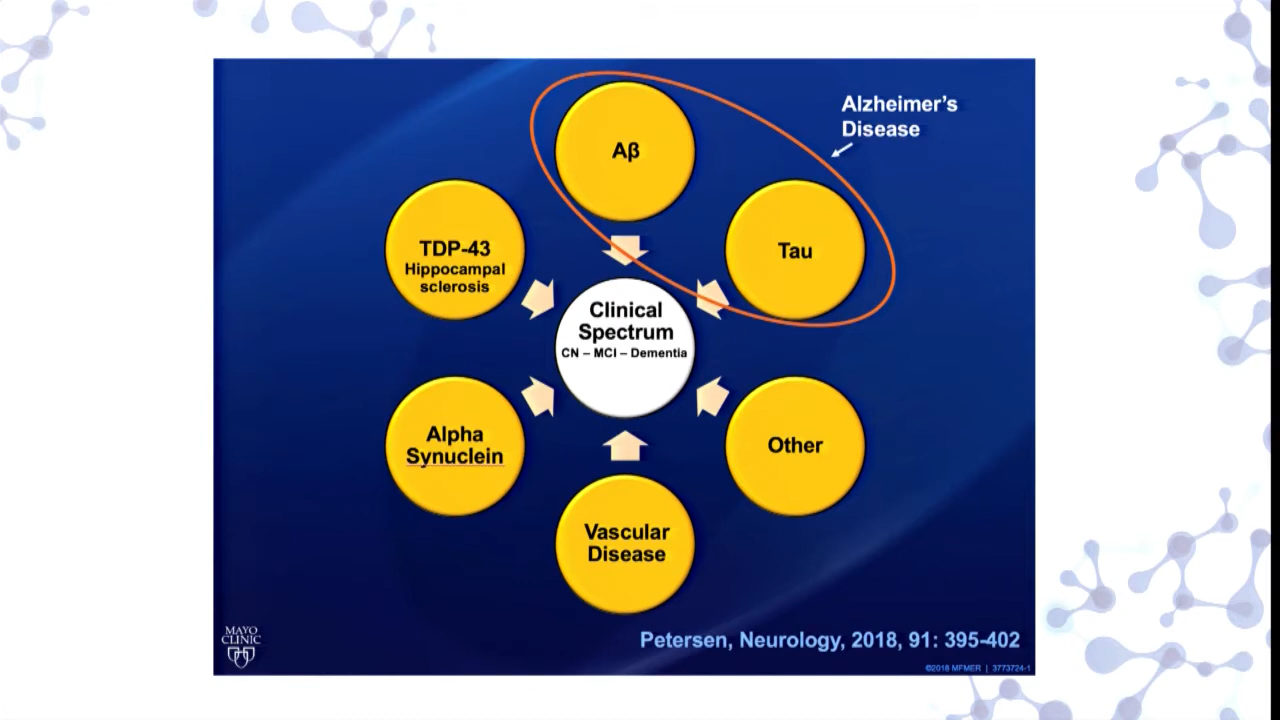 Alzheimer's
Disease
Aβ
TDP-43
Hippocampal
sclerosis
Tau
Clinical
Spectrum
CN – MCI – Dementia
Alpha
Synuclein
Other
Vascular
Disease
MAYO
CLINIC
Petersen, Neurology, 2018, 91: 395-402
©2018 MFMER | 3773724-1